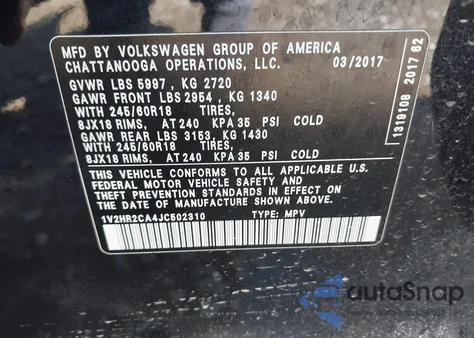 MFD BY VOLKSWAGEN GROUP OF AMERICA
CHATTANOOGA OPERATIONS, LLC. 03/2017
GVWR LBS 5997 , KG 2720
GAWR FRONT LBS 2954 , KG 1340
WITH 245/60R18 TIRES,
8JX18 RIMS, AT 240 KPA 35 PSI COLD
GAWR REAR LBS 3153, KG 1430
WITH 245/60R18 TIRES,
8JX18 RIMS, AT 240 KPA 35 PSI COLD
THIS VEHICLE CONFORMS TO ALL APPLICABLE U.S.
FEDERAL MOTOR VEHICLE SAFETY AND
THEFT PREVENTION STANDARDS IN EFFECT ON
THE DATE OF MANUFACTURE SHOWN ABOVE.
1V2HR2CA4JC502310 TYPE: MPV
1319108 2017 62
autoSnap